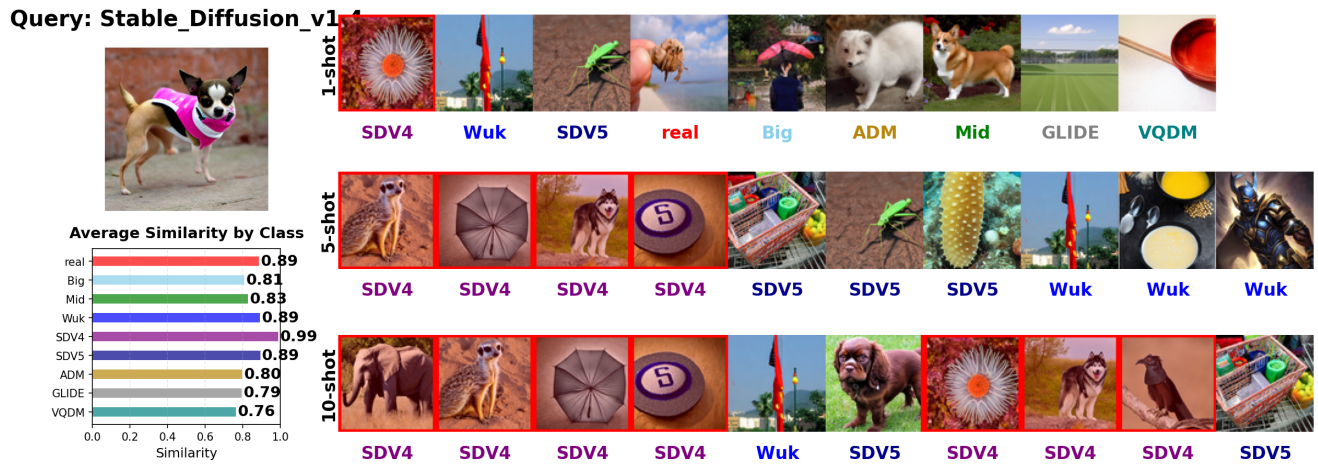 Query: Stable_Diffusion_v1.4
1-shot
SDV4 Wuk SDV5 real Big ADM Mid GLIDE VQDM
Average Similarity by Class
real 0.89
Big 0.81
Mid 0.83
Wuk 0.89
SDV4 0.99
SDV5 0.89
ADM 0.80
GLIDE 0.79
VQDM 0.76
0.0 0.2 0.4 0.6 0.8 1.0
Similarity
5-shot
5
SDV4 SDV4 SDV4 SDV4 SDV5 SDV5 SDV5 Wuk Wuk Wuk
10-shot
5
SDV4 SDV4 SDV4 SDV4 Wuk SDV5 SDV4 SDV4 SDV4 SDV5